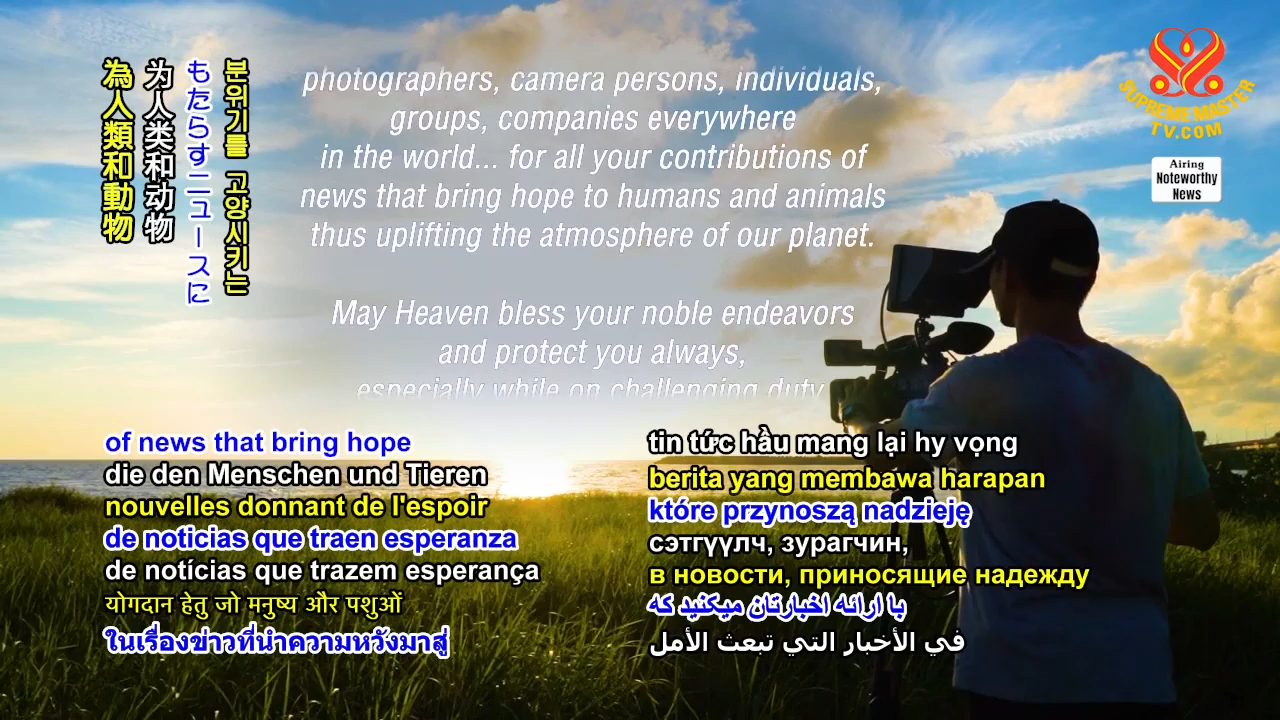 為人類和動物
为人类和动物
もたらすニュースに
분위기를 고양시키는
photographers, camera persons, individuals,
groups, companies everywhere
in the world... for all your contributions of
news that bring hope to humans and animals
thus uplifting the atmosphere of our planet.
May Heaven bless your noble endeavors
and protect you always,
especially while on challenging duty
SUPREME MASTER
TV.COM
Airing
Noteworthy
News
of news that bring hope
die den Menschen und Tieren
nouvelles donnant de l'espoir
de noticias que traen esperanza
de notícias que trazem esperança
योगदान हेतु जो मनुष्य और पशुओं
ในเรื่องข่าวที่นำความหวังมาสู่
tin tức hầu mang lại hy vọng
berita yang membawa harapan
które przynoszą nadzieję
сэтгүүлч, зурагчин,
в новости, приносящие надежду
با ارائه اخبارتان میکنید که
في الأخبار التي تبعث الأمل